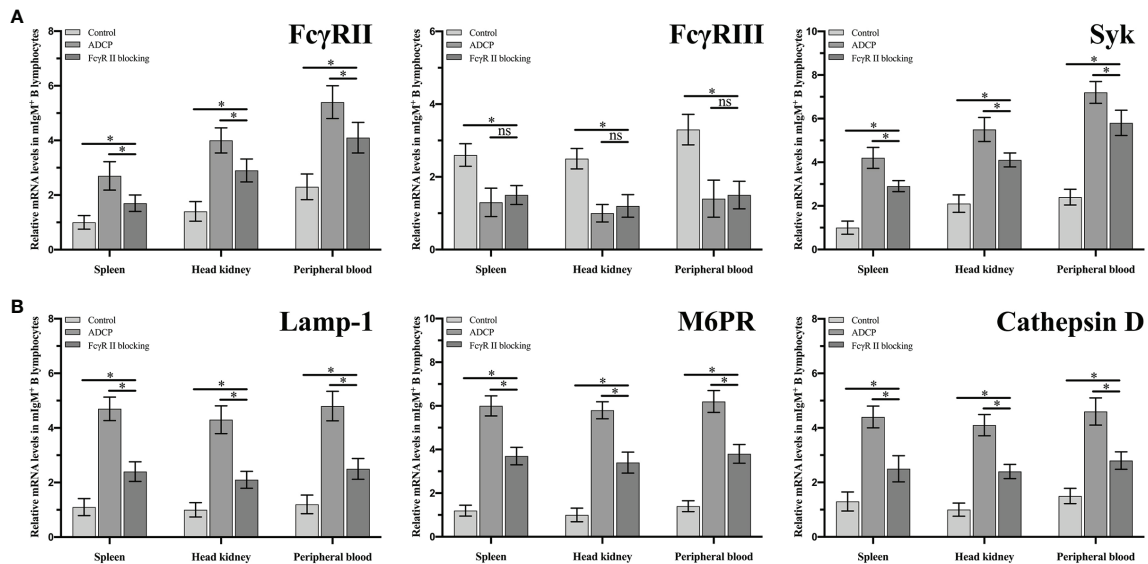 A
FcγRII
Control
ADCP
FcγR II blocking
Relative mRNA levels in mIgM+ B lymphocytes
8
6
4
2
0
* * * * * *
Spleen Head kidney Peripheral blood
FcγRIII
Control
ADCP
FcγR II blocking
Relative mRNA levels in mIgM+ B lymphocytes
6
4
2
0
* ns * ns * ns
Spleen Head kidney Peripheral blood
Syk
Control
ADCP
FcγR II blocking
Relative mRNA levels in mIgM+ B lymphocytes
10
8
6
4
2
0
* * * * * *
Spleen Head kidney Peripheral blood
B
Lamp-1
Control
ADCP
FcγR II blocking
Relative mRNA levels in mIgM+ B lymphocytes
8
6
4
2
0
* * * * * *
Spleen Head kidney Peripheral blood
M6PR
Control
ADCP
FcγR II blocking
Relative mRNA levels in mIgM+ B lymphocytes
10
8
6
4
2
0
* * * * * *
Spleen Head kidney Peripheral blood
Cathepsin D
Control
ADCP
FcγR II blocking
Relative mRNA levels in mIgM+ B lymphocytes
8
6
4
2
0
* * * * * *
Spleen Head kidney Peripheral blood